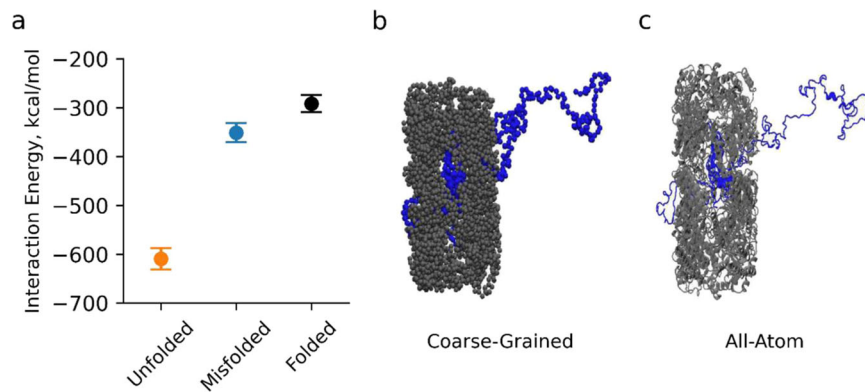 a
b
c
Interaction Energy, kcal/mol
−200
−300
−400
−500
−600
−700
Unfolded
Misfolded
Folded
Coarse-Grained
All-Atom